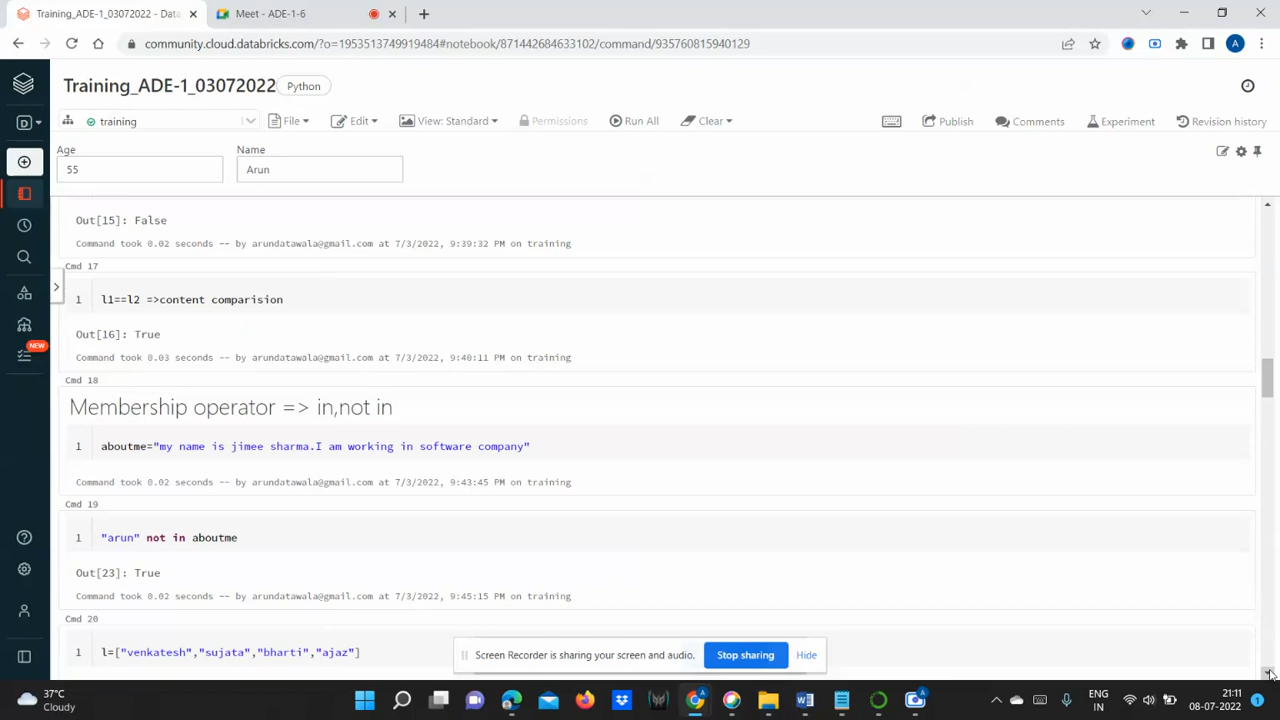 Training_ADE-1_03072022 - Data
Meet - ADE-1-6
community.cloud.databricks.com/?o=1953513749919484#notebook/871442684633102/command/935760815940129
A
Training_ADE-1_03072022 Python
D
training
File
Edit
View: Standard
Permissions
Run All
Clear
Publish
Comments
Experiment
Revision history
Age
55
Name
Arun
NEW
Out[15]: False
Command took 0.02 seconds -- by arundatawala@gmail.com at 7/3/2022, 9:39:32 PM on training
Cmd 17
1 l1==l2 =>content comparision
Out[16]: True
Command took 0.03 seconds -- by arundatawala@gmail.com at 7/3/2022, 9:40:11 PM on training
Cmd 18
Membership operator => in,not in
1 aboutme="my name is jimee sharma.I am working in software company"
Command took 0.02 seconds -- by arundatawala@gmail.com at 7/3/2022, 9:43:45 PM on training
Cmd 19
1 "arun" not in aboutme
Out[23]: True
Command took 0.02 seconds -- by arundatawala@gmail.com at 7/3/2022, 9:45:15 PM on training
Cmd 20
1 l=["venkatesh","sujata","bharti","ajaz"]
Screen Recorder is sharing your screen and audio. Stop sharing Hide
37°C
Cloudy
ENG
IN
21:11
08-07-2022
1